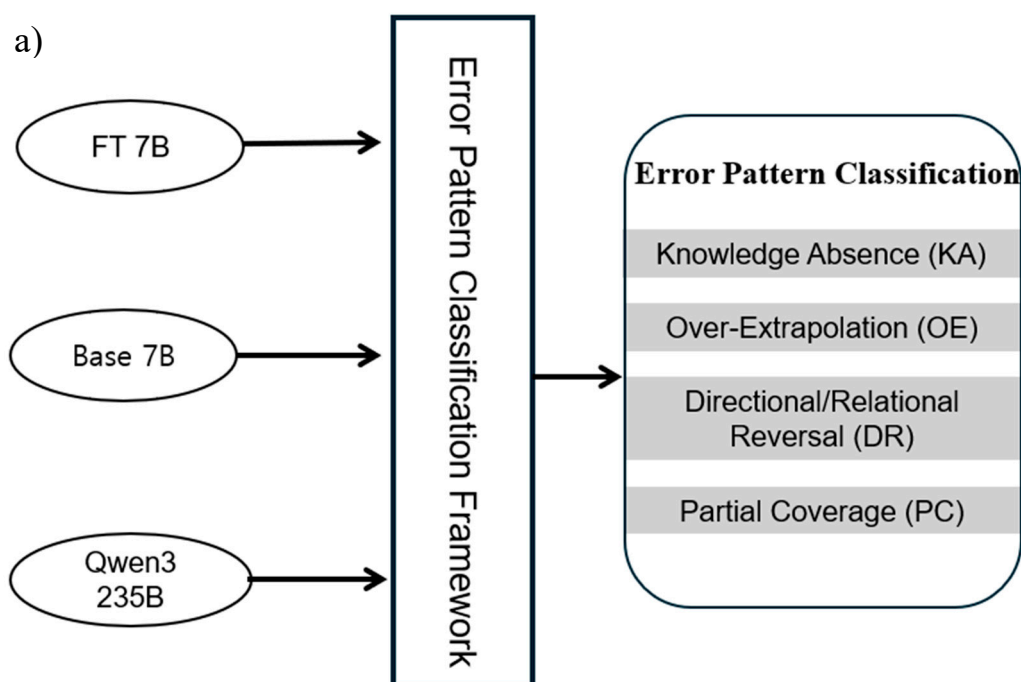 a)
FT 7B
Base 7B
Qwen3
235B
Error Pattern Classification Framework
Error Pattern Classification
Knowledge Absence (KA)
Over-Extrapolation (OE)
Directional/Relational
Reversal (DR)
Partial Coverage (PC)